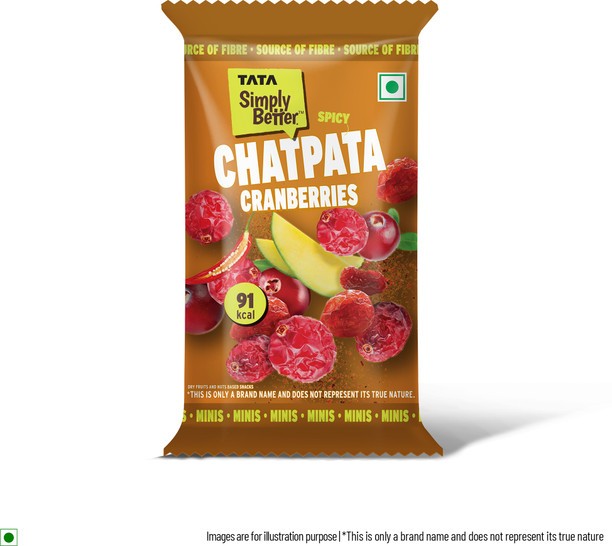 URCE OF FIBRE • SOURCE OF FIBRE • SOURCE OF FIBR
TATA
Simply
Better™
SPICY
CHATPATA
CRANBERRIES
91
kcal
DRY FRUITS AND NUTS BASED SNACKS
*THIS IS ONLY A BRAND NAME AND DOES NOT REPRESENT ITS TRUE NATURE.
S • MINIS • MINIS • MINIS • MINIS • MINIS • MINIS •
Images are for illustration purpose | *This is only a brand name and does not represent its true nature